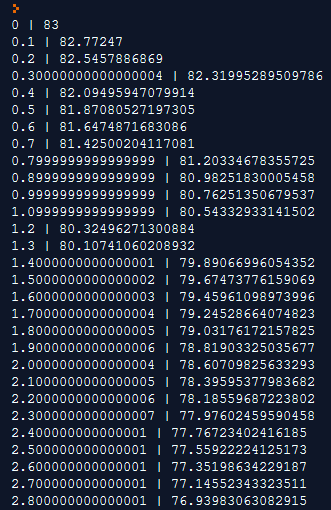 0 | 83
0.1 | 82.77247
0.2 | 82.5457886869
0.30000000000000004 | 82.31995289509786
0.4 | 82.09495947079914
0.5 | 81.87080527197305
0.6 | 81.6474871683086
0.7 | 81.42500204117081
0.7999999999999999 | 81.20334678355725
0.8999999999999999 | 80.98251830005458
0.9999999999999999 | 80.76251350679537
1.0999999999999999 | 80.54332933141502
1.2 | 80.32496271300884
1.3 | 80.10741060208932
1.4000000000000001 | 79.89066996054352
1.5000000000000002 | 79.67473776159069
1.6000000000000003 | 79.45961098973996
1.7000000000000004 | 79.24528664074823
1.8000000000000005 | 79.03176172157825
1.9000000000000006 | 78.81903325035677
2.0000000000000004 | 78.60709825633293
2.1000000000000005 | 78.39595377983682
2.2000000000000006 | 78.18559687223802
2.3000000000000007 | 77.97602459590458
2.400000000000001 | 77.76723402416185
2.500000000000001 | 77.55922224125173
2.600000000000001 | 77.35198634229187
2.700000000000001 | 77.14552343323511
2.800000000000001 | 76.93983063082915